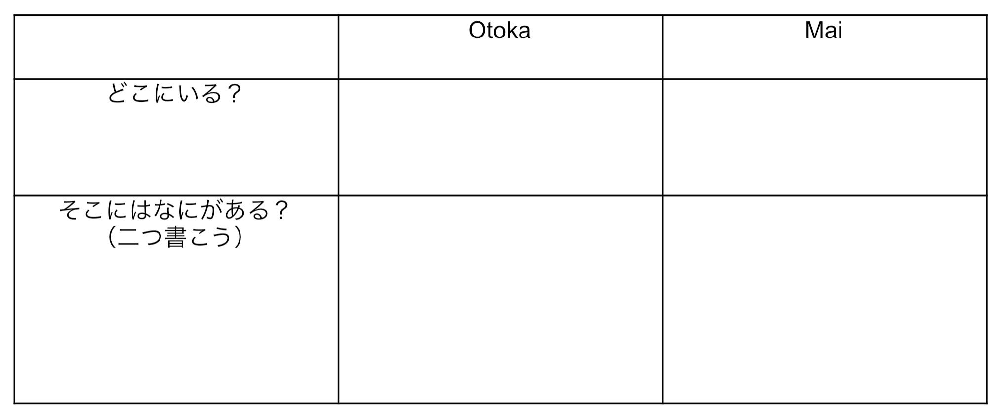 Otoka
Mai
どこにいる？
そこにはなにがある？
（二つ書こう）